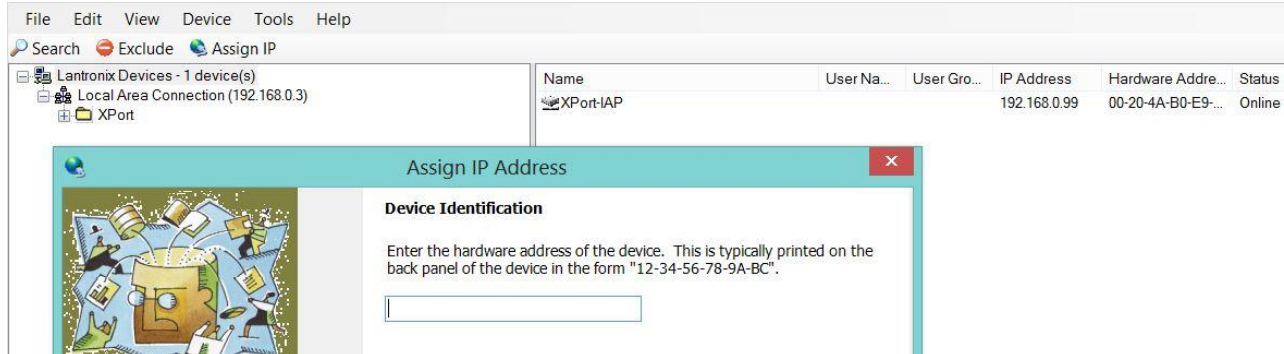 File Edit View Device Tools Help
Search Exclude Assign IP
Lantronix Devices - 1 device(s)
Local Area Connection (192.168.0.3)
XPort
Name User Na... User Gro... IP Address Hardware Addre... Status
XPort-IAP 192.168.0.99 00-20-4A-B0-E9-... Online
Assign IP Address
Device Identification
Enter the hardware address of the device. This is typically printed on the
back panel of the device in the form "12-34-56-78-9A-BC".